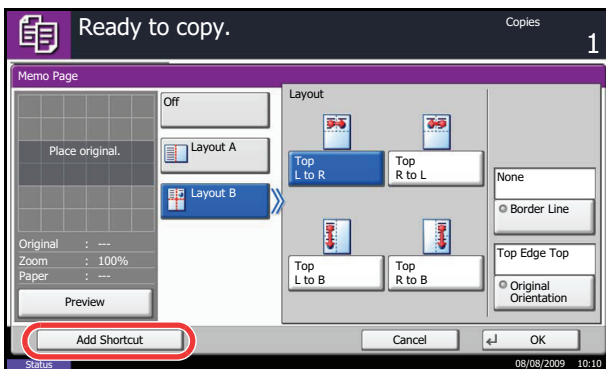 Ready to copy.
Copies
1
Memo Page
Place original.
Original : ---
Zoom : 100%
Paper : ---
Preview
Off
Layout A
Layout B
Layout
Top
L to R
Top
R to L
Top
L to B
Top
R to B
None
Border Line
Top Edge Top
Original
Orientation
Add Shortcut
Cancel
OK
Status
08/08/2009 10:10